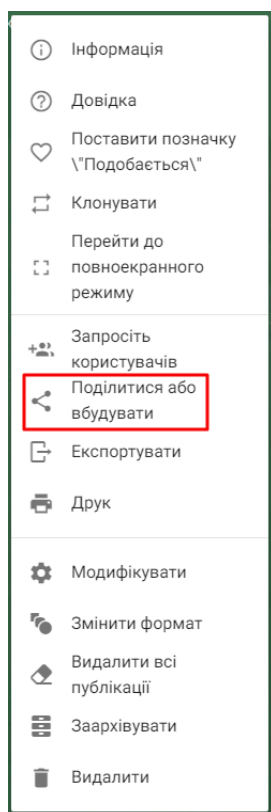 Інформація
Довідка
Поставити позначку
\"Подобається\"
Клонувати
Перейти до
повноекранного
режиму
Запросіть
користувачів
Поділитися або
вбудувати
Експортувати
Друк
Модифікувати
Змінити формат
Видалити всі
публікації
Заархівувати
Видалити